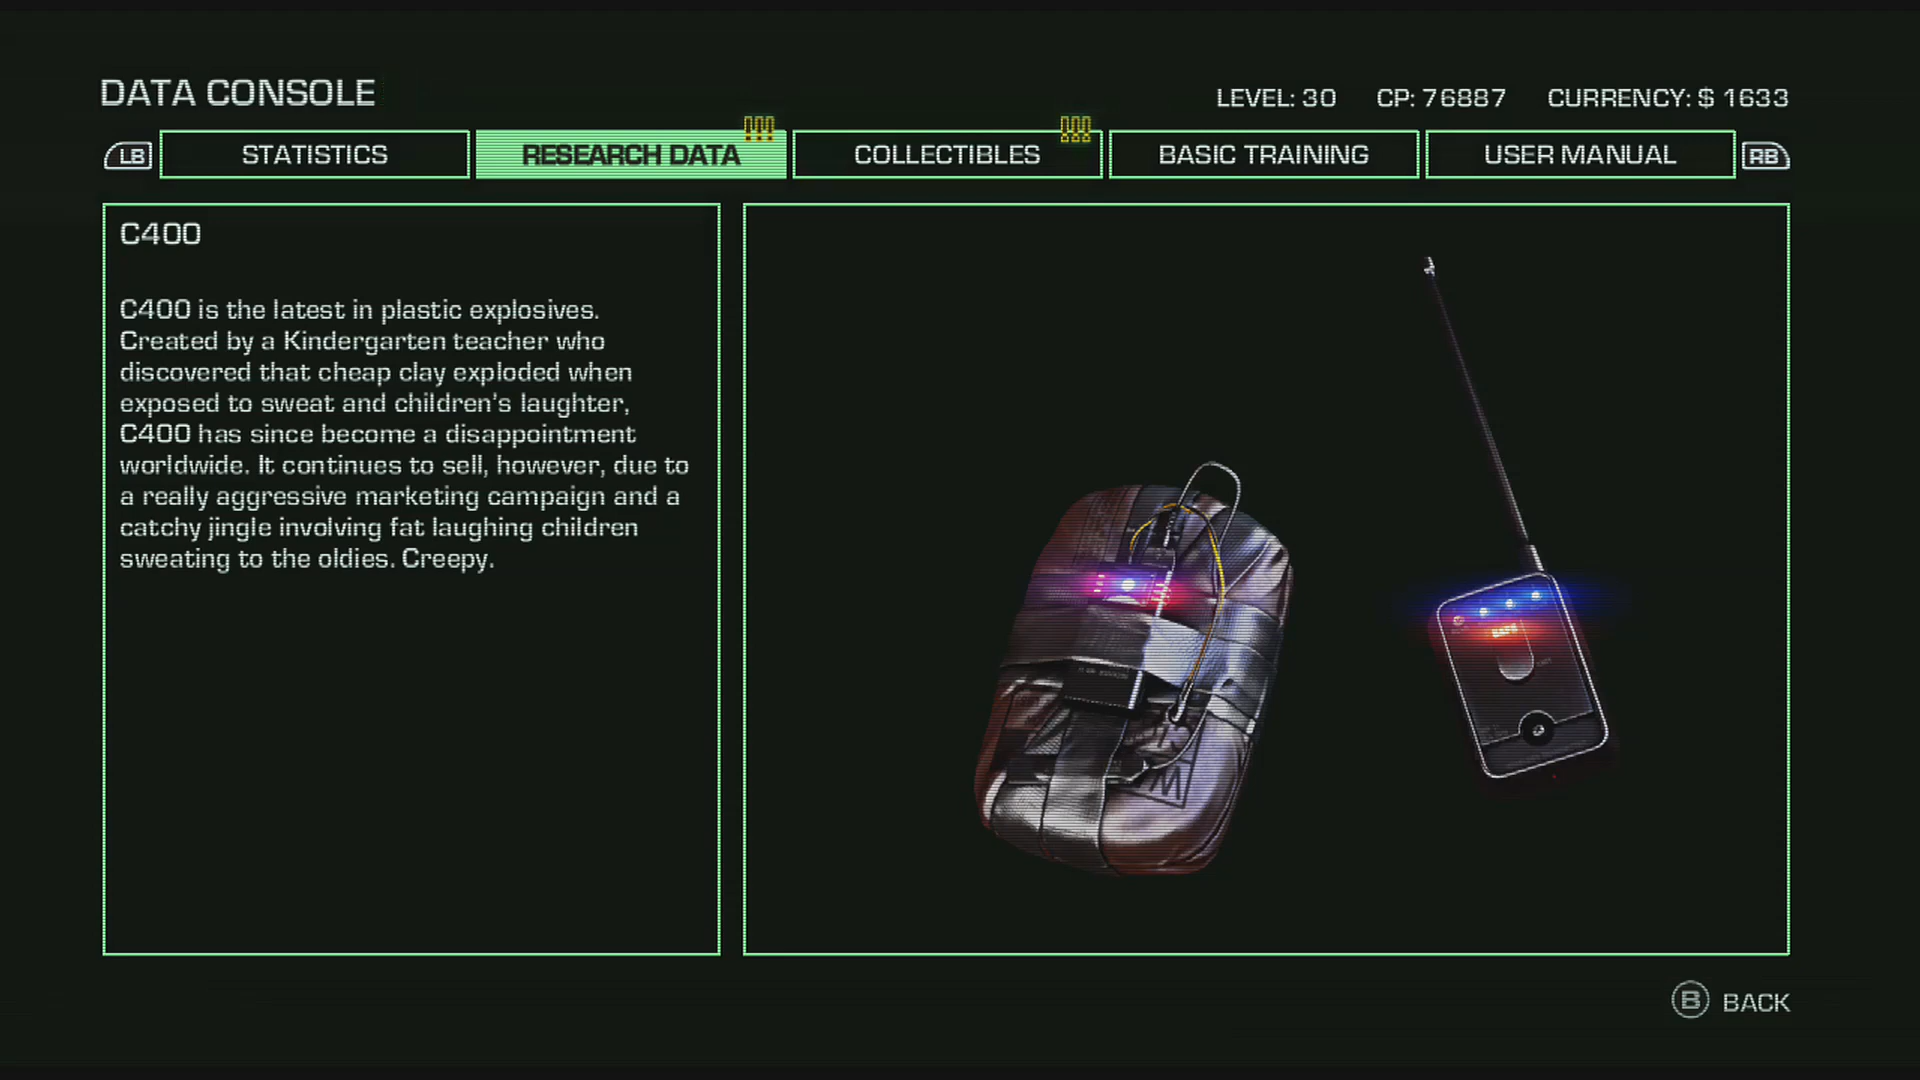 DATA CONSOLE
LEVEL: 30 CP: 76887 CURRENCY: $ 1633
LB STATISTICS RESEARCH DATA !!! COLLECTIBLES !!! BASIC TRAINING USER MANUAL RB
C400
C400 is the latest in plastic explosives.
Created by a Kindergarten teacher who
discovered that cheap clay exploded when
exposed to sweat and children's laughter,
C400 has since become a disappointment
worldwide. It continues to sell, however, due to
a really aggressive marketing campaign and a
catchy jingle involving fat laughing children
sweating to the oldies. Creepy.
SAFE
B BACK